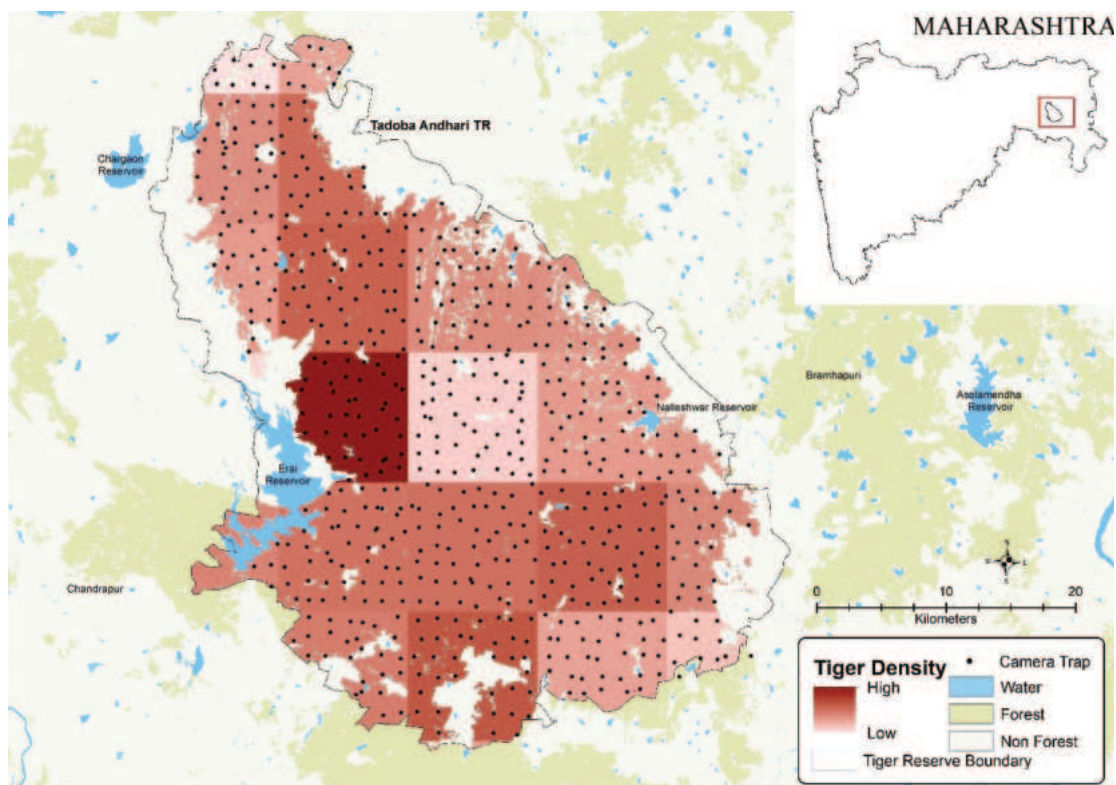 MAHARASHTRA
Tadoba Andhari TR
Chargaon
Reservoir
Bramhapuri
Asolamendha
Reservoir
Nalleshwar Reservoir
Erai
Reservoir
Chandrapur
N
E
S
0 10 20
Kilometers
Tiger Density
High
Low
Camera Trap
Water
Forest
Non Forest
Tiger Reserve Boundary